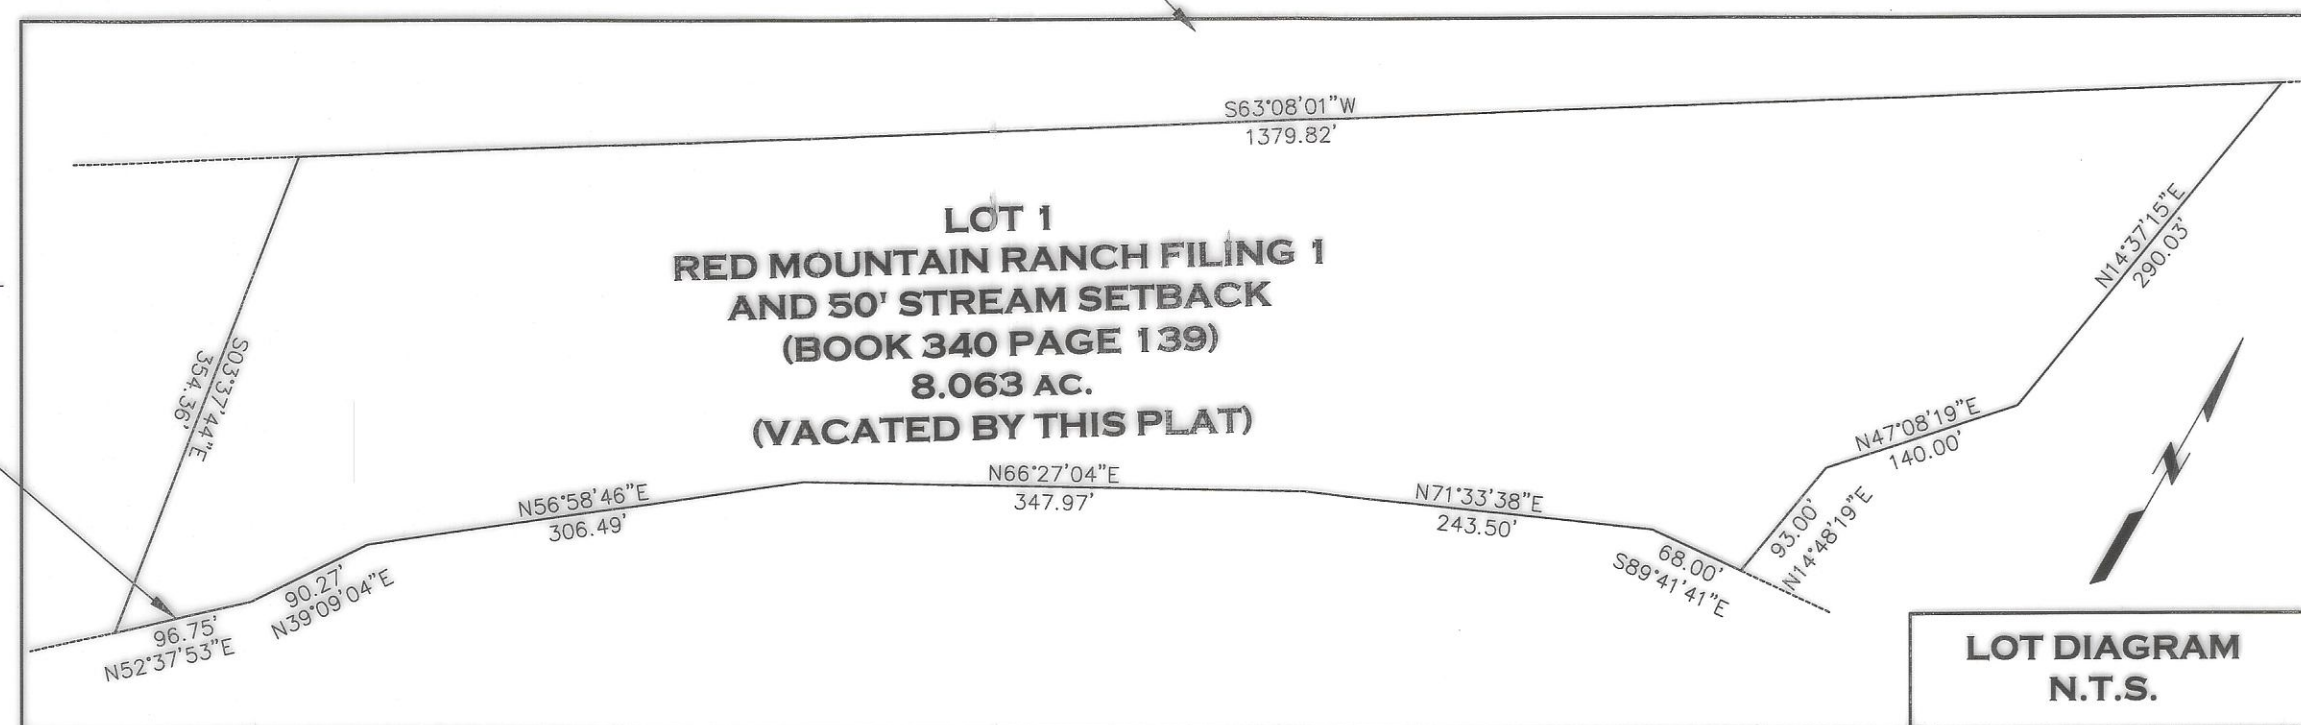 S63°08'01"W
1379.82'
LOT 1
RED MOUNTAIN RANCH FILING 1
AND 50' STREAM SETBACK
(BOOK 340 PAGE 139)
8.063 AC.
(VACATED BY THIS PLAT)
S03°37'44"E
354.36'
N14°37'15"E
290.03'
N47°08'19"E
140.00'
N56°58'46"E
306.49'
N66°27'04"E
347.97'
N71°33'38"E
243.50'
93.00'
N14°48'19"E
68.00'
S89°41'41"E
90.27'
N39°09'04"E
96.75'
N52°37'53"E
N
LOT DIAGRAM
N.T.S.